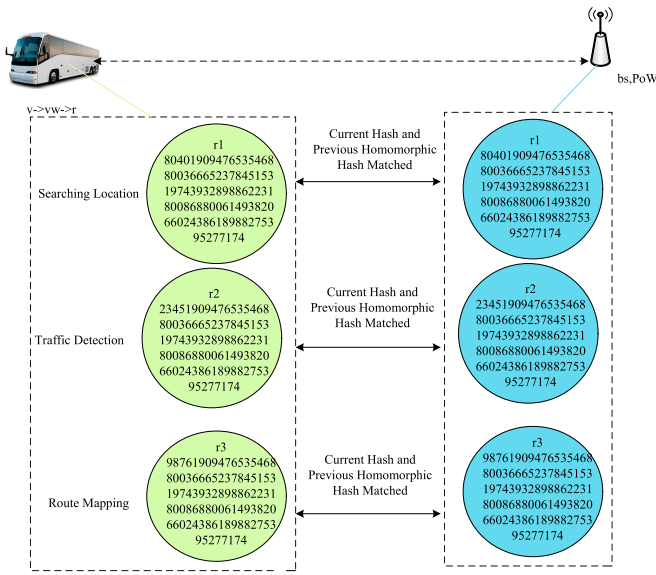 bs,PoW
v->vw->r
r1
80401909476535468
80036665237845153
19743932898862231
80086880061493820
66024386189882753
95277174
Searching Location
Current Hash and
Previous Homomorphic
Hash Matched
r1
80401909476535468
80036665237845153
19743932898862231
80086880061493820
66024386189882753
95277174
r2
23451909476535468
80036665237845153
19743932898862231
80086880061493820
66024386189882753
95277174
Traffic Detection
Current Hash and
Previous Homomorphic
Hash Matched
r2
23451909476535468
80036665237845153
19743932898862231
80086880061493820
66024386189882753
95277174
r3
98761909476535468
80036665237845153
19743932898862231
80086880061493820
66024386189882753
95277174
Route Mapping
Current Hash and
Previous Homomorphic
Hash Matched
r3
98761909476535468
80036665237845153
19743932898862231
80086880061493820
66024386189882753
95277174